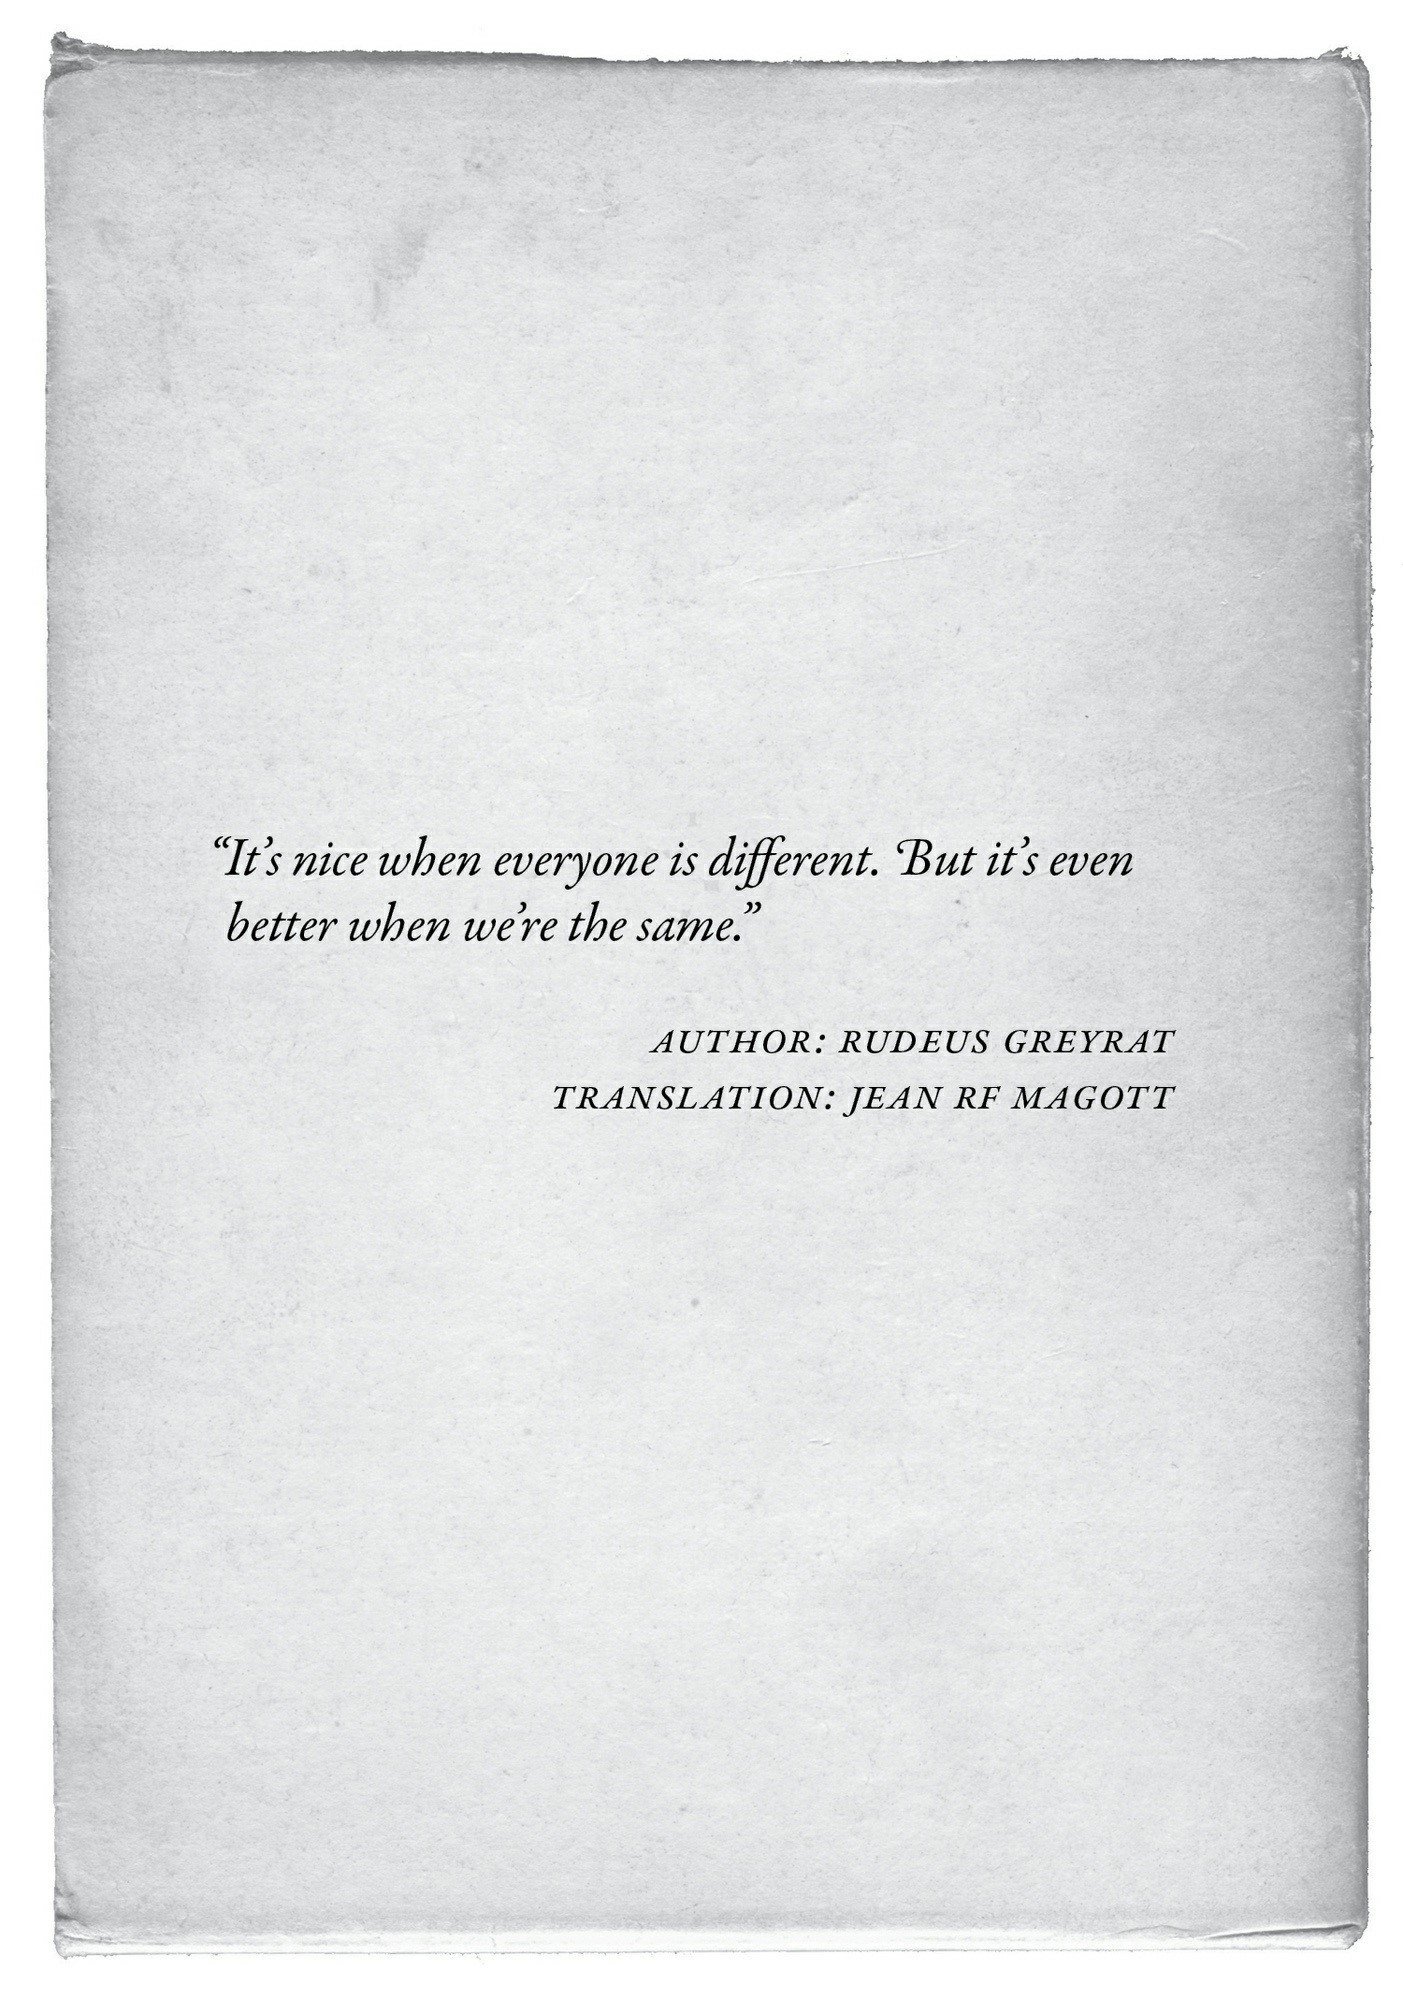 “It’s nice when everyone is different. But it’s even
better when we’re the same.”
AUTHOR: RUDEUS GREYRAT
TRANSLATION: JEAN RF MAGOTT